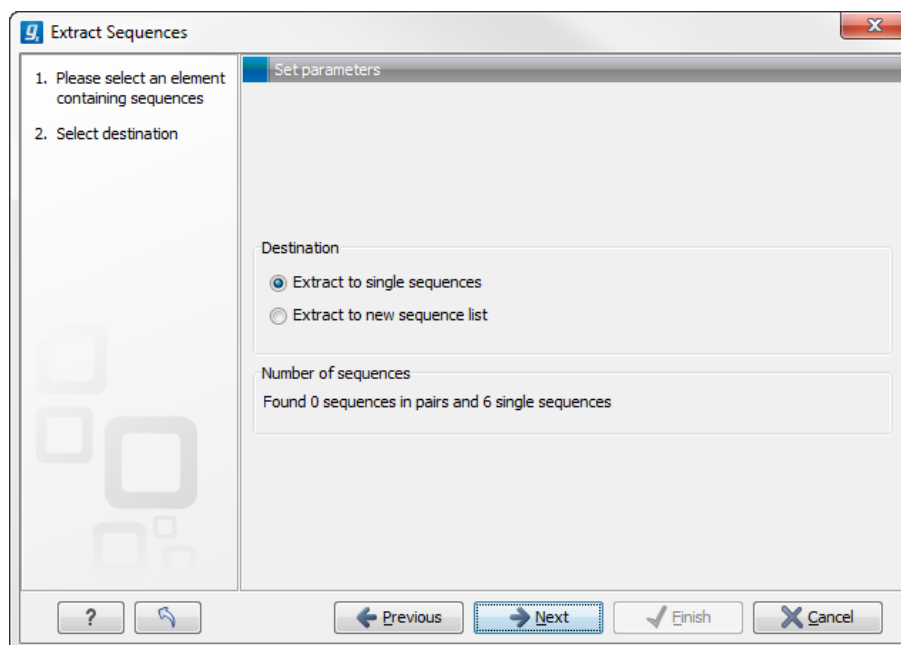 Extract Sequences
1. Please select an element
containing sequences
2. Select destination
Set parameters
Destination
Extract to single sequences
Extract to new sequence list
Number of sequences
Found 0 sequences in pairs and 6 single sequences
?
Previous
Next
Finish
Cancel